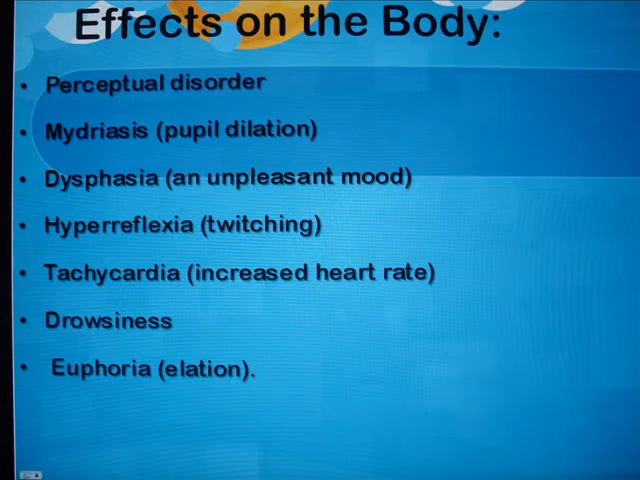 Effects on the Body:
• Perceptual disorder
• Mydriasis (pupil dilation)
• Dysphasia (an unpleasant mood)
• Hyperreflexia (twitching)
• Tachycardia (increased heart rate)
• Drowsiness
• Euphoria (elation).